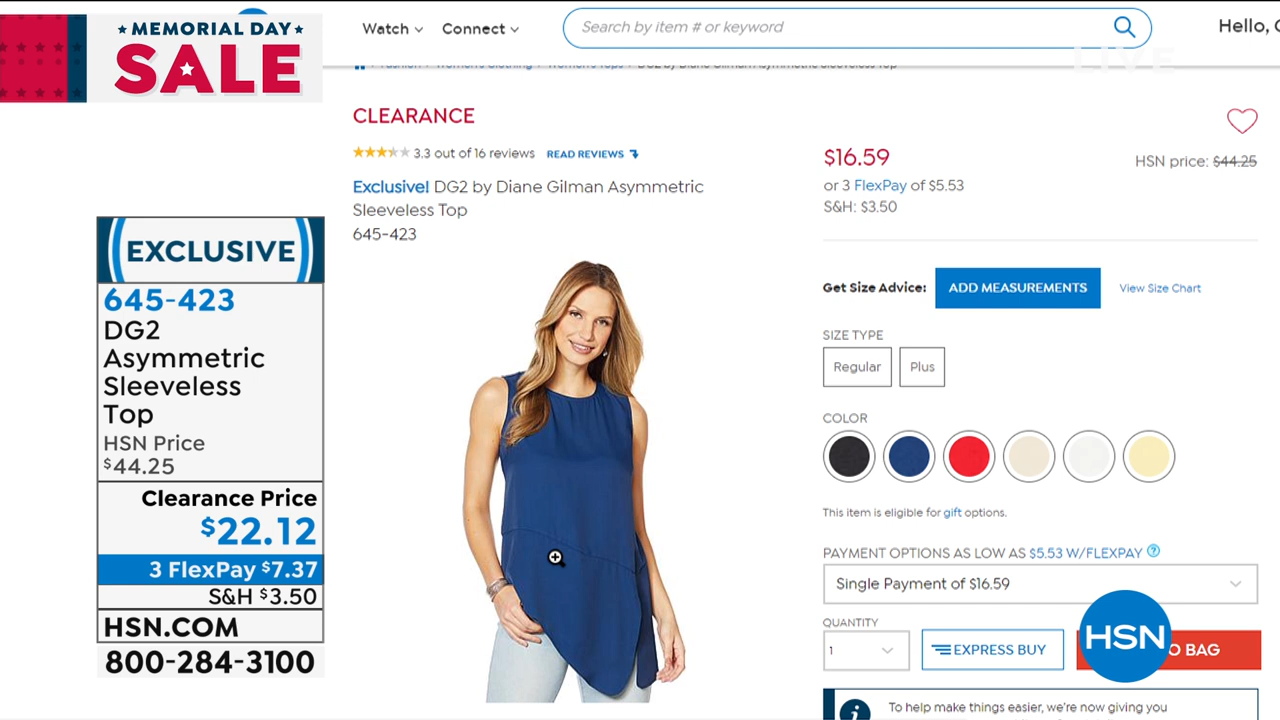 ★MEMORIAL DAY★
SALE
Watch
Connect
Search by item # or keyword
Hello,
LIVE
CLEARANCE
3.3 out of 16 reviews
READ REVIEWS
Exclusive! DG2 by Diane Gilman Asymmetric
Sleeveless Top
645-423
$16.59
HSN price: $44.25
or 3 FlexPay of $5.53
S&H: $3.50
Get Size Advice:
ADD MEASUREMENTS
View Size Chart
SIZE TYPE
Regular
Plus
COLOR
This item is eligible for gift options.
PAYMENT OPTIONS AS LOW AS $5.53 W/FLEXPAY ?
Single Payment of $16.59
QUANTITY
1
EXPRESS BUY
O BAG
HSN
i
To help make things easier, we're now giving you
EXCLUSIVE
645-423
DG2
Asymmetric
Sleeveless
Top
HSN Price
$44.25
Clearance Price
$22.12
3 FlexPay $7.37
S&H $3.50
HSN.COM
800-284-3100